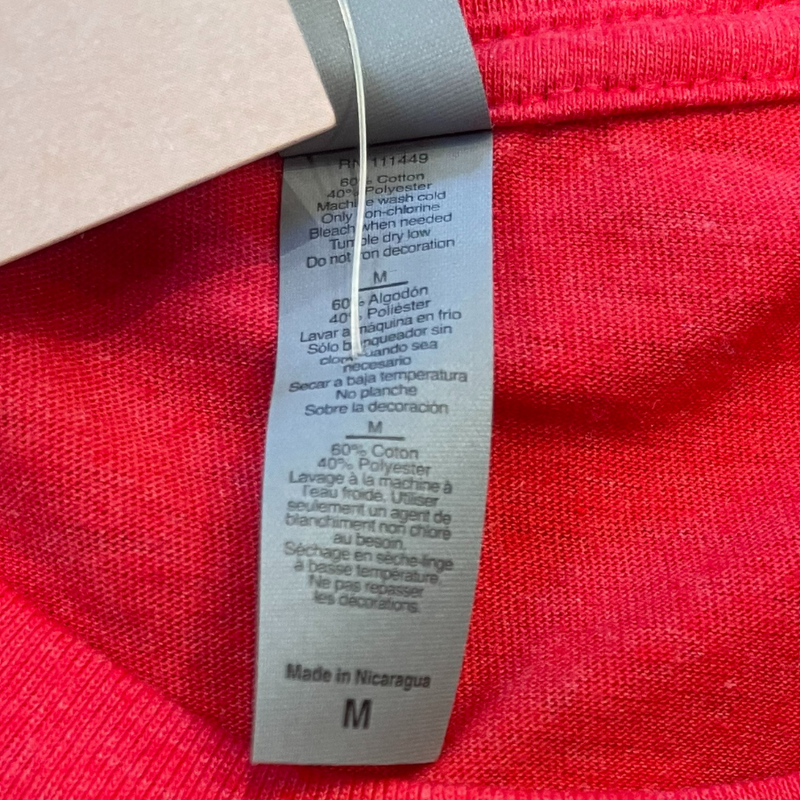 RN 111449
60% Cotton
40% Polyester
Machine wash cold
Only non-chlorine
Bleach when needed
Tumble dry low
Do not iron decoration
M
60% Algodón
40% Poliéster
Lavar a máquina en frio
Sólo blanqueador sin
cloro cuando sea
necesario
Secar a baja temperatura
No planche
Sobre la decoración
M
60% Coton
40% Polyester
Lavage à la machine à
l'eau froide. Utiliser
seulement un agent de
blanchiment non chloré
au besoin.
Séchage en sèche-linge
à basse température.
Ne pas repasser
les décorations.
Made in Nicaragua
M